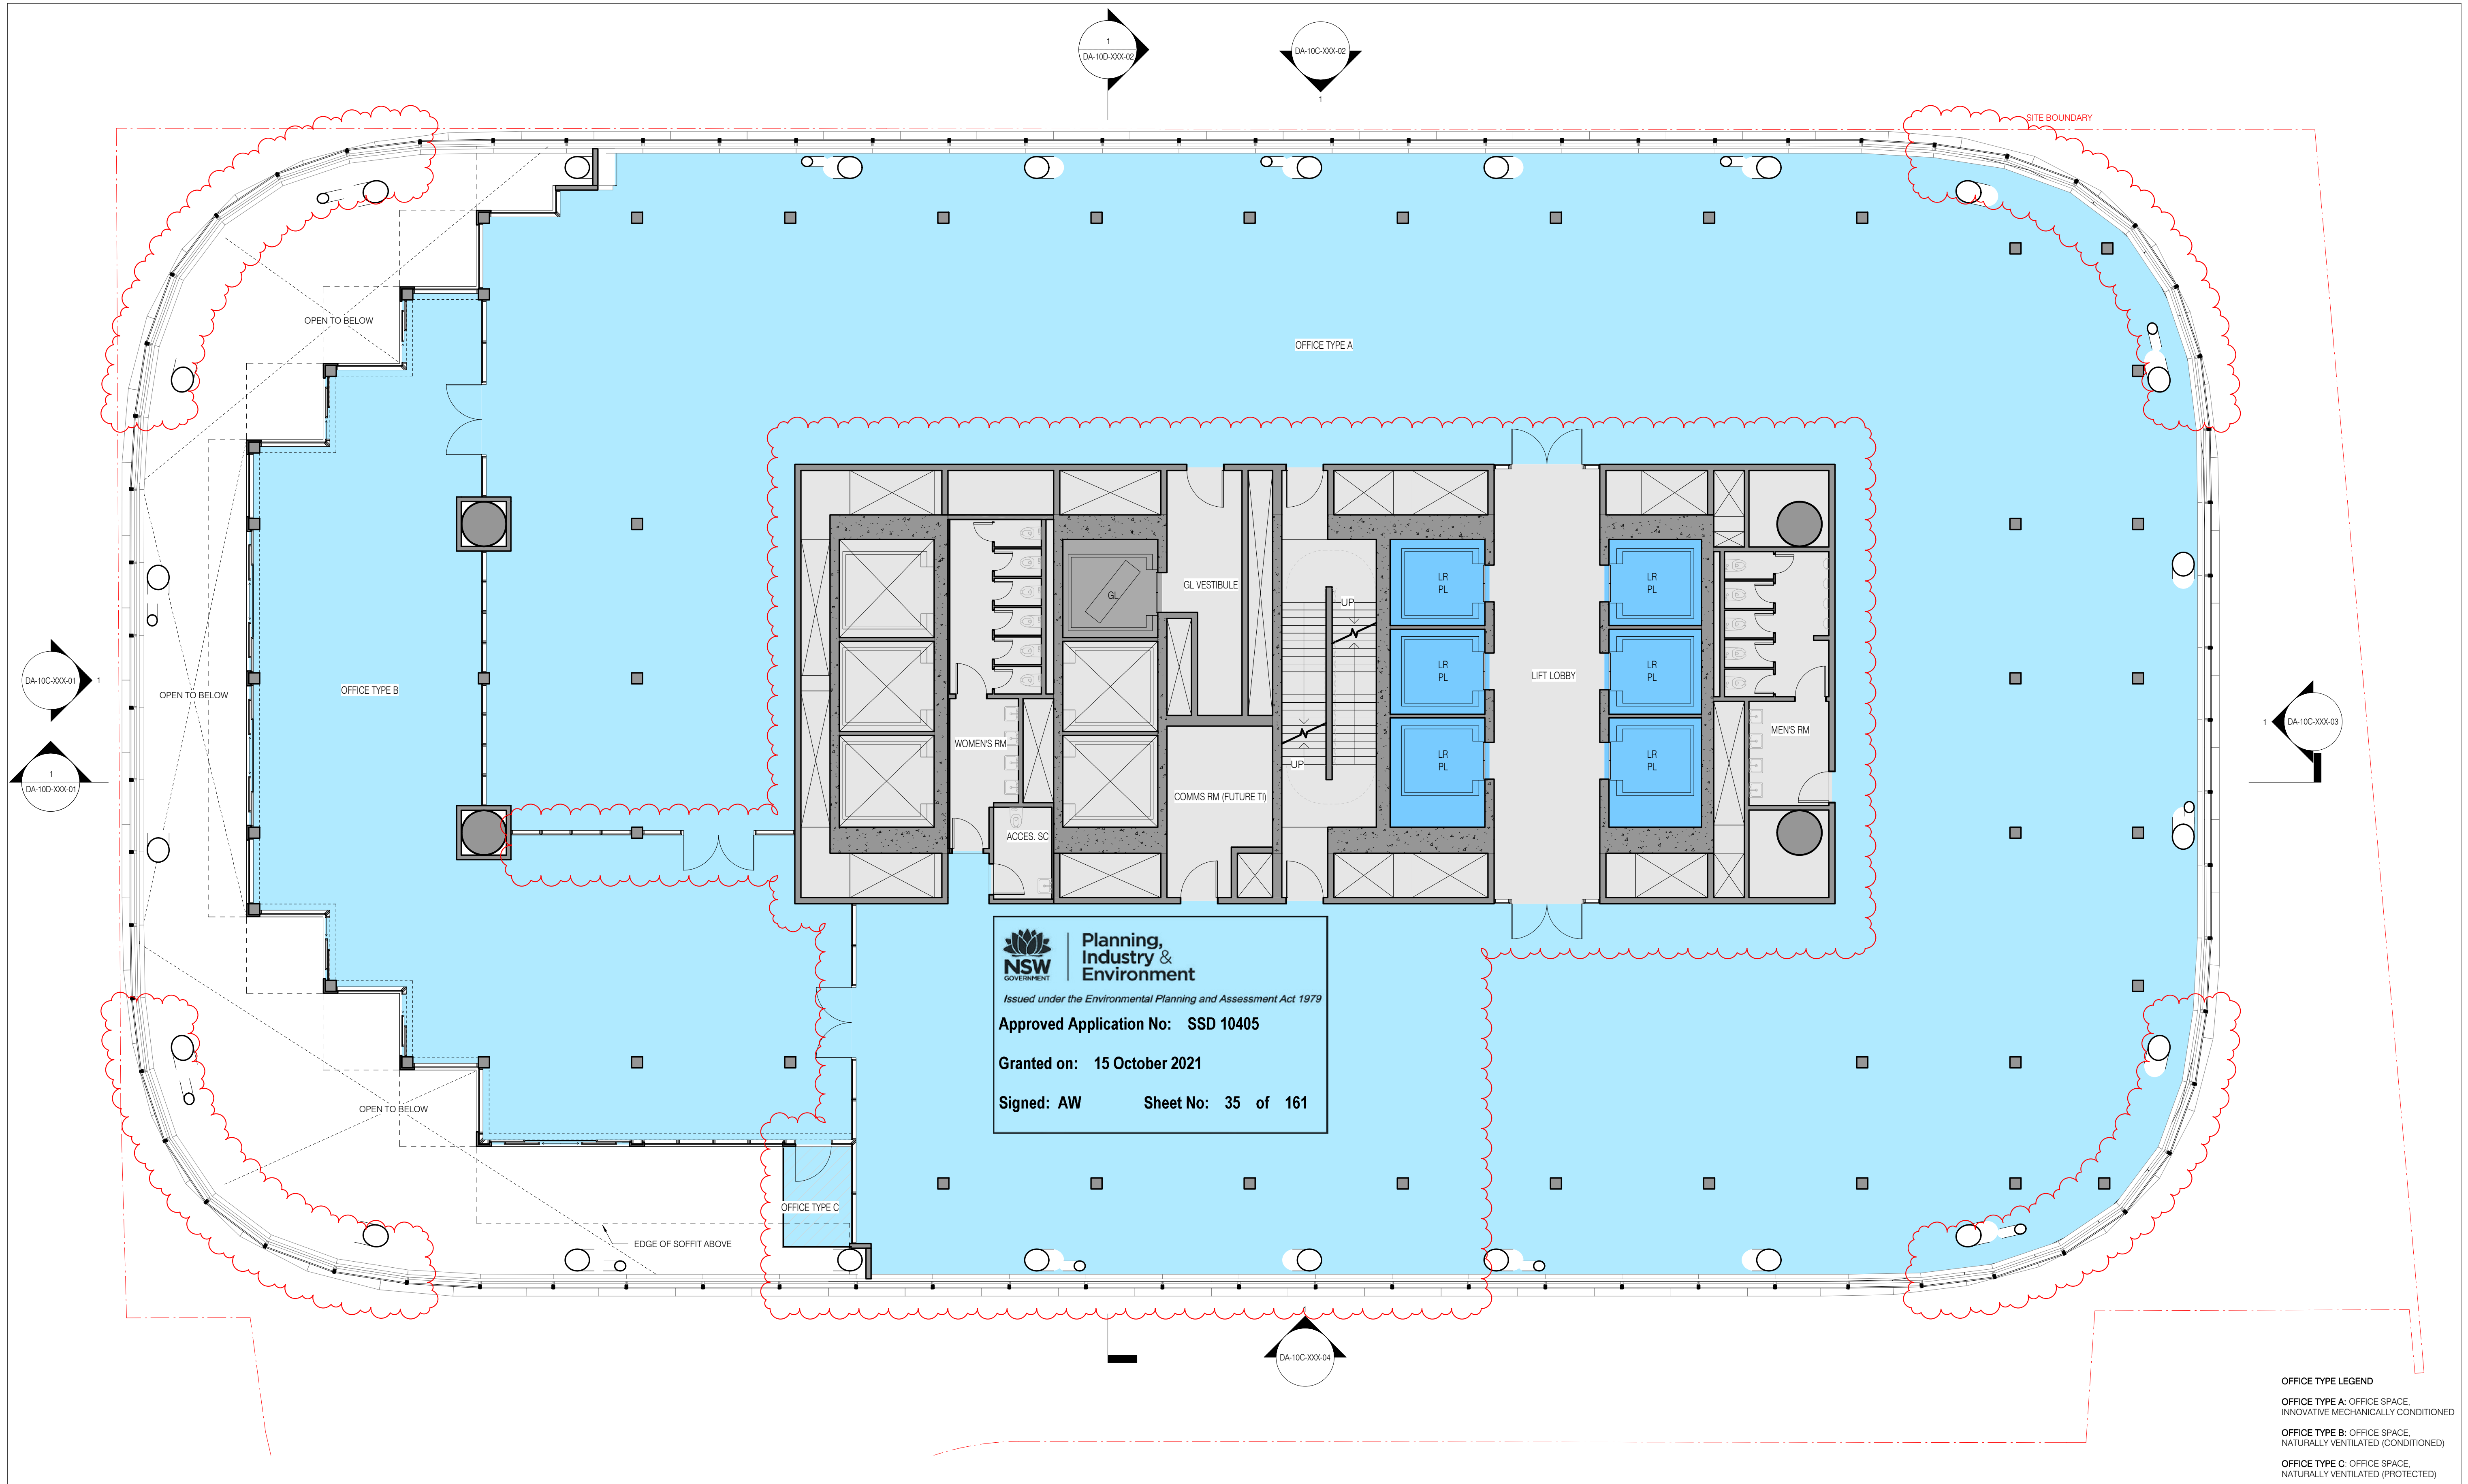 1
DA-10D-XXX-02
DA-10C-XXX-02
1
SITE BOUNDARY
OPEN TO BELOW
OFFICE TYPE A
GL
GL VESTIBULE
UP
LR
PL
LR
PL
LR
PL
LR
PL
LIFT LOBBY
LR
PL
LR
PL
UP
DA-10C-XXX-01
1
OPEN TO BELOW
OFFICE TYPE B
WOMEN'S RM
MEN'S RM
1
DA-10C-XXX-03
1
DA-10D-XXX-01
COMMS RM (FUTURE TI)
ACCES. SC
NSW
GOVERNMENT
Planning,
Industry &
Environment
Issued under the Environmental Planning and Assessment Act 1979
Approved Application No: SSD 10405
Granted on: 15 October 2021
Signed: AW Sheet No: 35 of 161
OPEN TO BELOW
OFFICE TYPE C
EDGE OF SOFFIT ABOVE
1
DA-10C-XXX-04
OFFICE TYPE LEGEND
OFFICE TYPE A: OFFICE SPACE,
INNOVATIVE MECHANICALLY CONDITIONED
OFFICE TYPE B: OFFICE SPACE,
NATURALLY VENTILATED (CONDITIONED)
OFFICE TYPE C: OFFICE SPACE,
NATURALLY VENTILATED (PROTECTED)